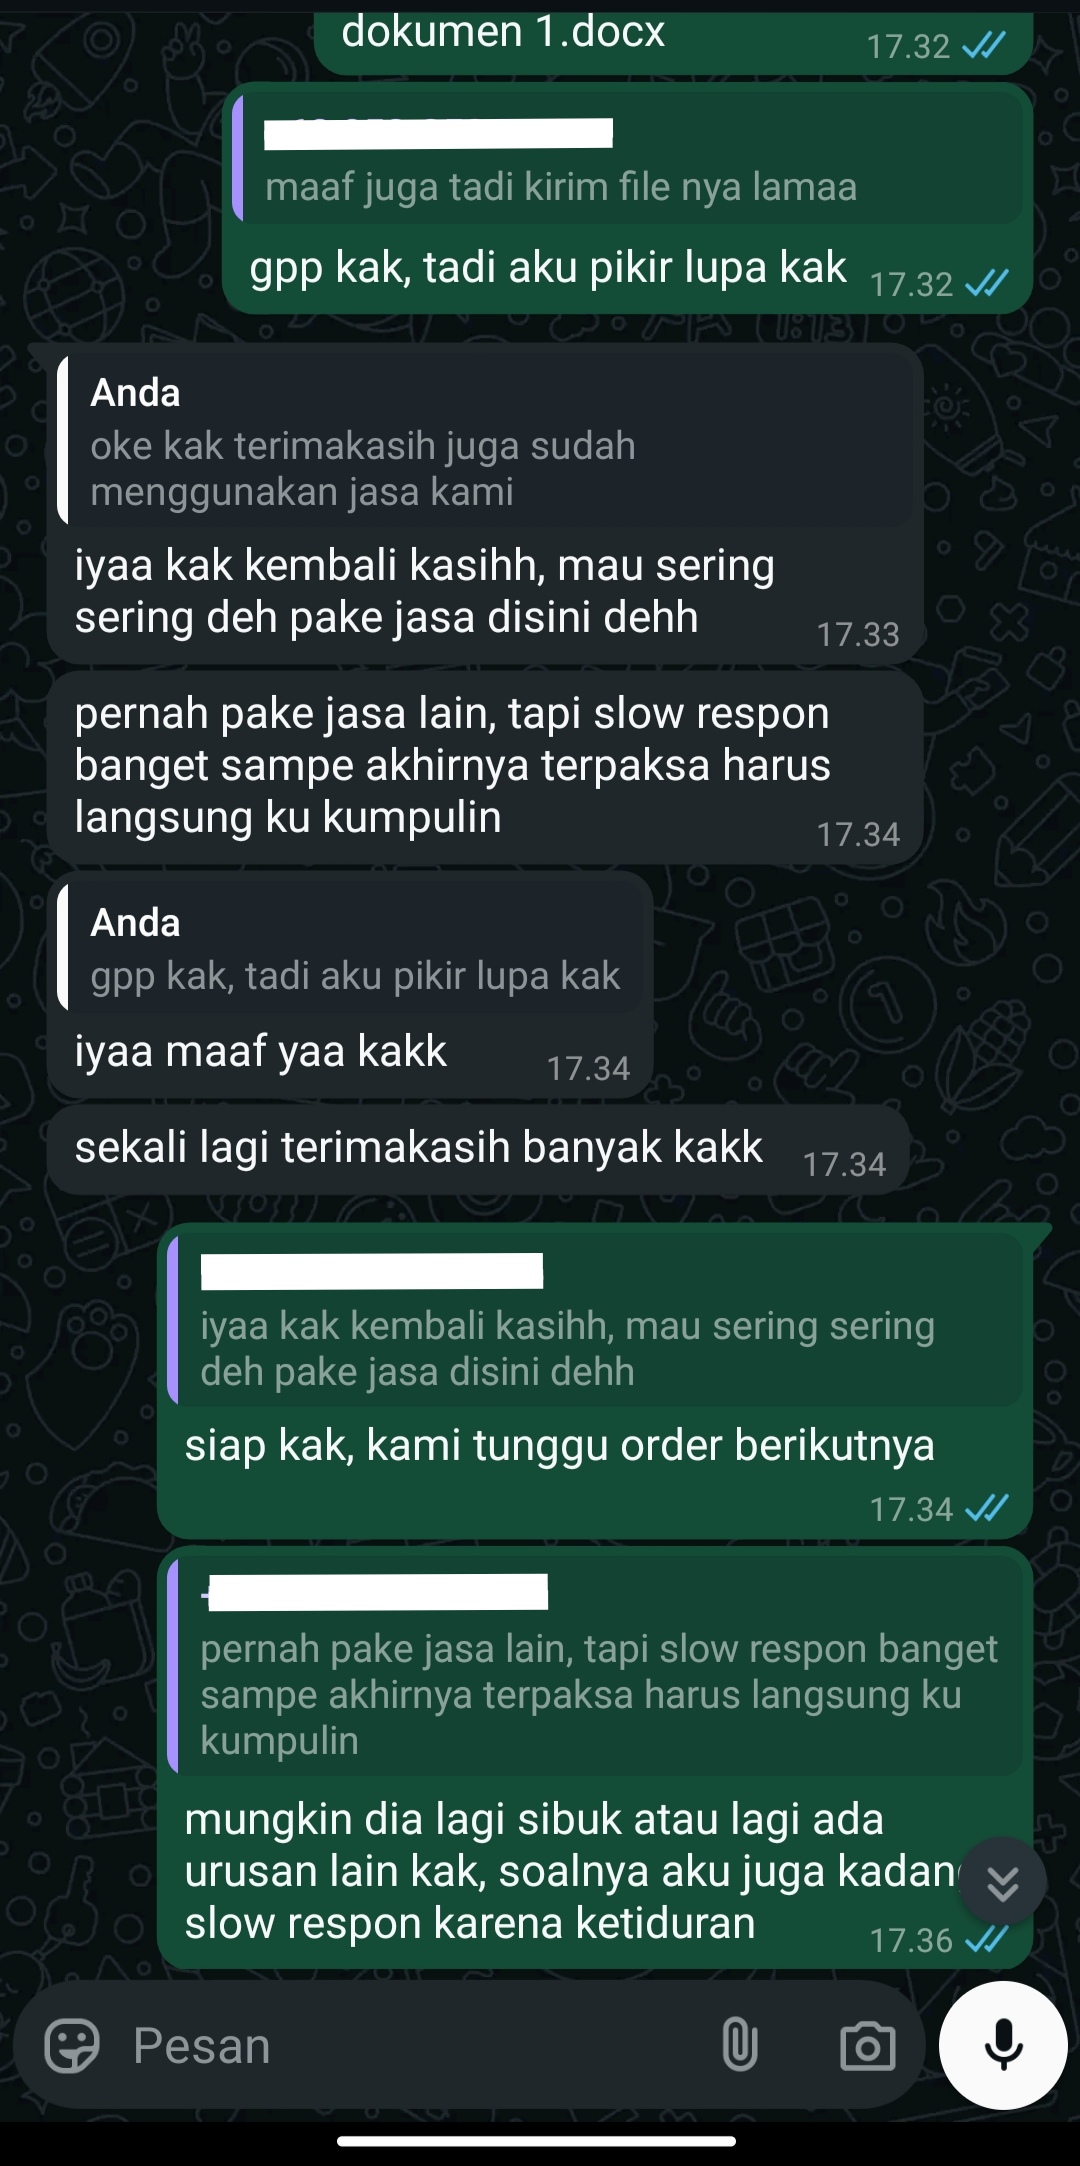 dokumen 1.docx
17.32
maaf juga tadi kirim file nya lamaa
gpp kak, tadi aku pikir lupa kak
17.32
Anda
oke kak terimakasih juga sudah
menggunakan jasa kami
iyaa kak kembali kasihh, mau sering
sering deh pake jasa disini dehh
17.33
pernah pake jasa lain, tapi slow respon
banget sampe akhirnya terpaksa harus
langsung ku kumpulin
17.34
Anda
gpp kak, tadi aku pikir lupa kak
iyaa maaf yaa kakk
17.34
sekali lagi terimakasih banyak kakk
17.34
iyaa kak kembali kasihh, mau sering sering
deh pake jasa disini dehh
siap kak, kami tunggu order berikutnya
17.34
pernah pake jasa lain, tapi slow respon banget
sampe akhirnya terpaksa harus langsung ku
kumpulin
mungkin dia lagi sibuk atau lagi ada
urusan lain kak, soalnya aku juga kadang
slow respon karena ketiduran
17.36
Pesan